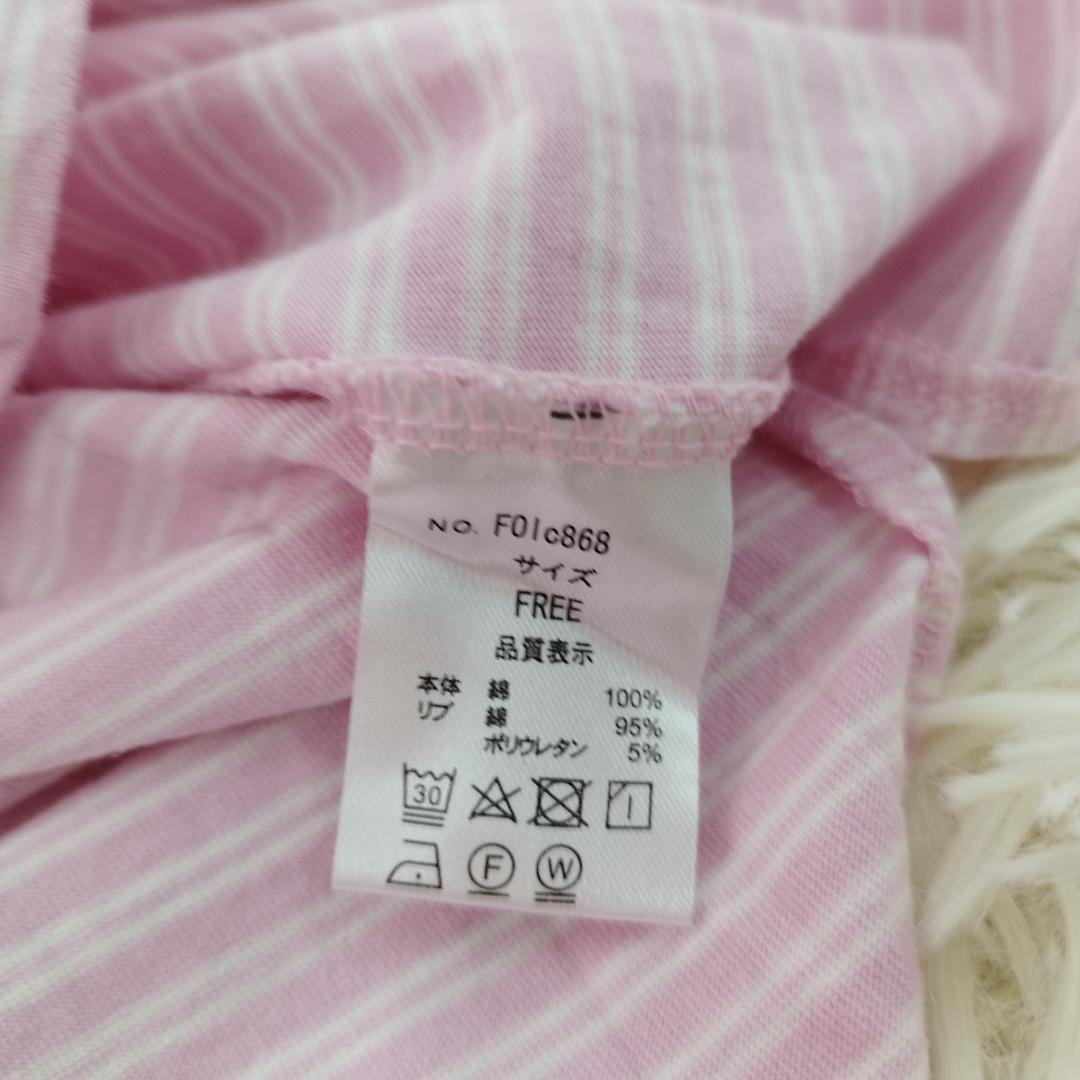 NO. F01c868
サイズ
FREE
品質表示
本体 綿 100%
リブ 綿 95%
ポリウレタン 5%
30
F W